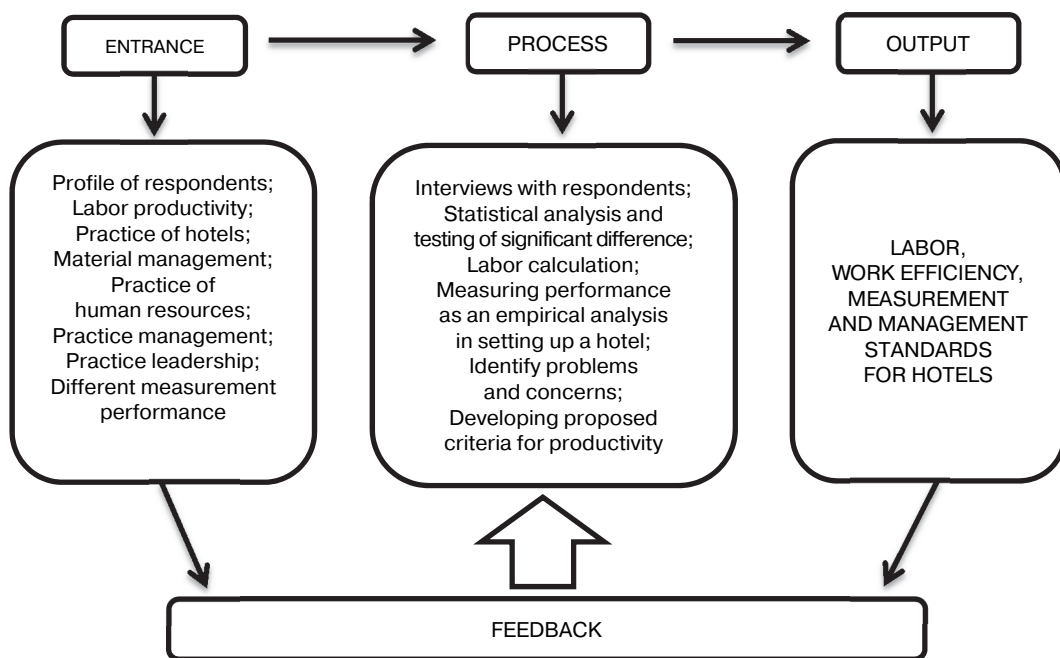 ENTRANCE
PROCESS
OUTPUT
Profile of respondents;
Labor productivity;
Practice of hotels;
Material management;
Practice of
human resources;
Practice management;
Practice leadership;
Different measurement
performance
Interviews with respondents;
Statistical analysis and
testing of significant difference;
Labor calculation;
Measuring performance
as an empirical analysis
in setting up a hotel;
Identify problems
and concerns;
Developing proposed
criteria for productivity
LABOR,
WORK EFFICIENCY,
MEASUREMENT
AND MANAGEMENT
STANDARDS
FOR HOTELS
FEEDBACK